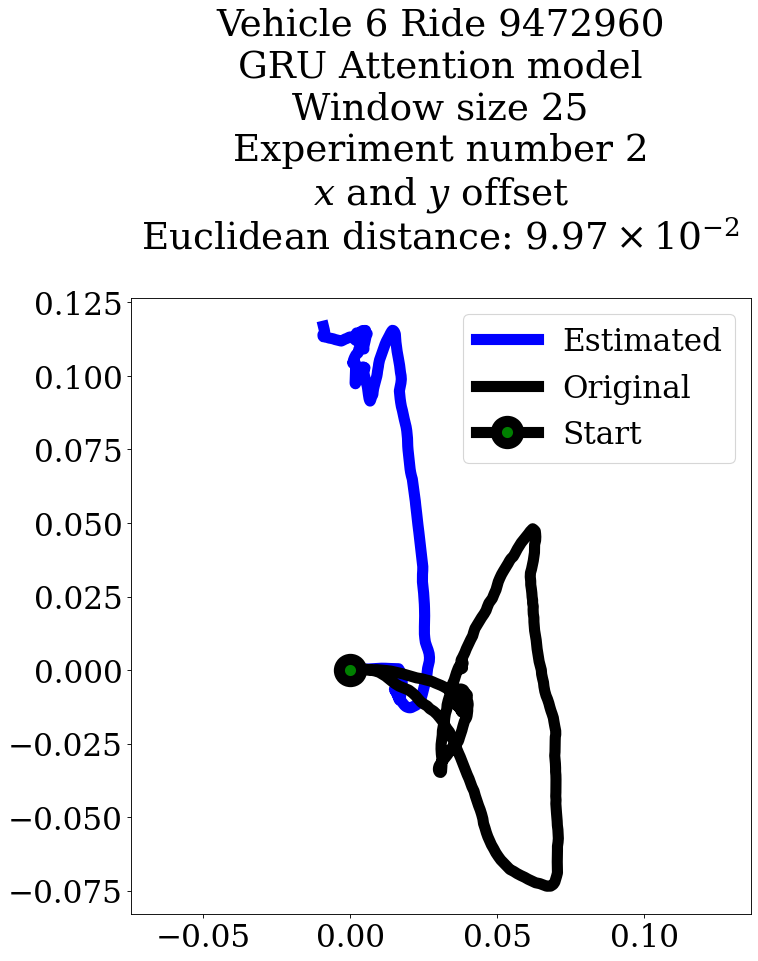 Vehicle 6 Ride 9472960
GRU Attention model
Window size 25
Experiment number 2
x and y offset
Euclidean distance: 9.97 × 10⁻²
0.125
0.100
0.075
0.050
0.025
0.000
−0.025
−0.050
−0.075
Estimated
Original
Start
−0.05
0.00
0.05
0.10